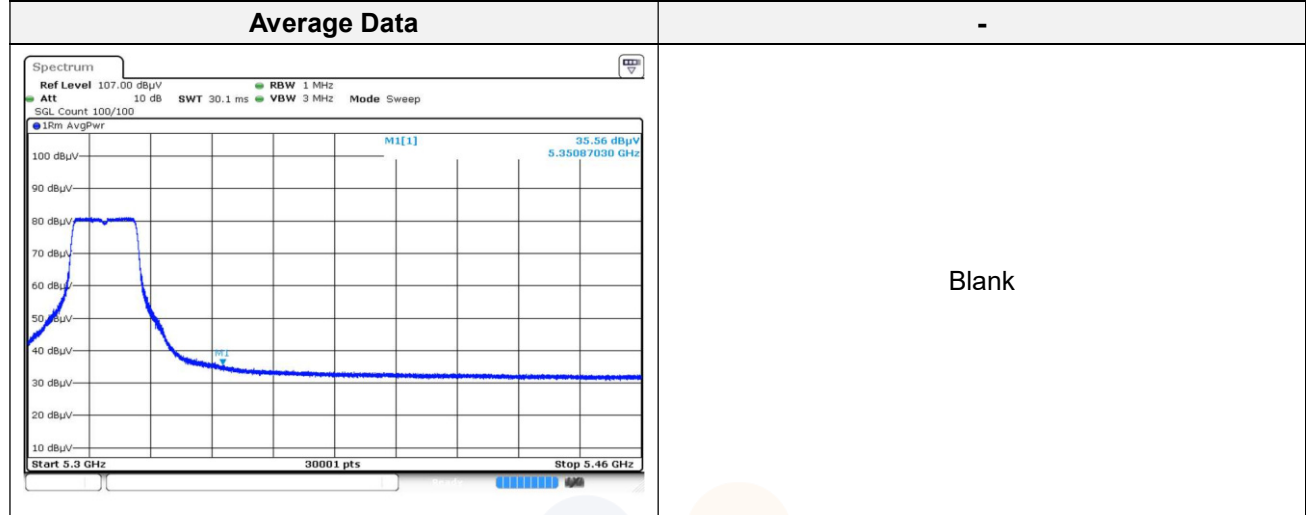 Average Data
-
Spectrum
Ref Level 107.00 dBµV RBW 1 MHz
Att 10 dB SWT 30.1 ms VBW 3 MHz Mode Sweep
SGL Count 100/100
1Rm AvgPwr
M1[1] 35.56 dBµV
5.35087030 GHz
100 dBµV
90 dBµV
80 dBµV
70 dBµV
60 dBµV
50 dBµV
40 dBµV
M1
30 dBµV
20 dBµV
10 dBµV
Start 5.3 GHz 30001 pts Stop 5.46 GHz
Blank